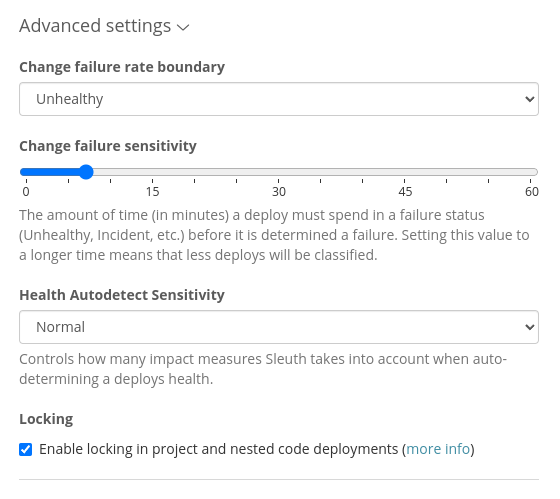 Advanced settings
Change failure rate boundary
Unhealthy
Change failure sensitivity
0 15 30 45 60
The amount of time (in minutes) a deploy must spend in a failure status
(Unhealthy, Incident, etc.) before it is determined a failure. Setting this value to
a longer time means that less deploys will be classified.
Health Autodetect Sensitivity
Normal
Controls how many impact measures Sleuth takes into account when auto-
determining a deploys health.
Locking
Enable locking in project and nested code deployments (more info)